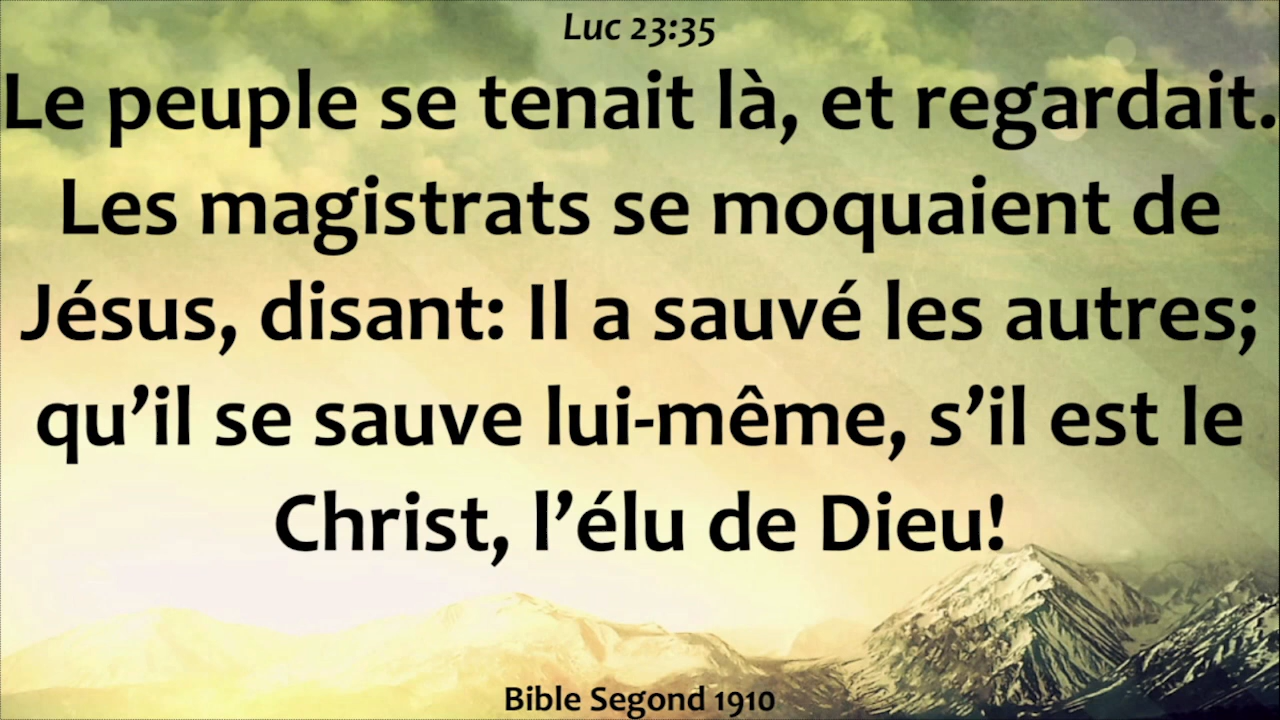 Luc 23:35
Le peuple se tenait là, et regardait.
Les magistrats se moquaient de
Jésus, disant: Il a sauvé les autres;
qu’il se sauve lui-même, s’il est le
Christ, l’élu de Dieu!
Bible Segond 1910